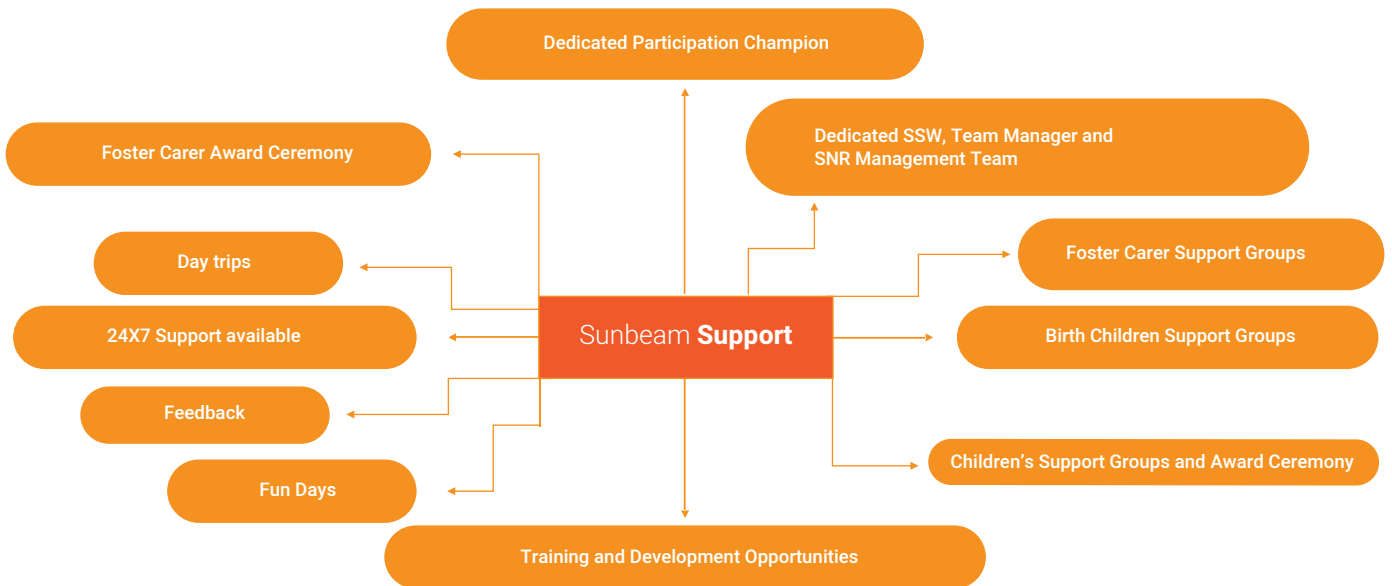 Dedicated Participation Champion
Dedicated SSW, Team Manager and
SNR Management Team
Foster Carer Award Ceremony
Foster Carer Support Groups
Day trips
24X7 Support available
Sunbeam Support
Birth Children Support Groups
Feedback
Children’s Support Groups and Award Ceremony
Fun Days
Training and Development Opportunities